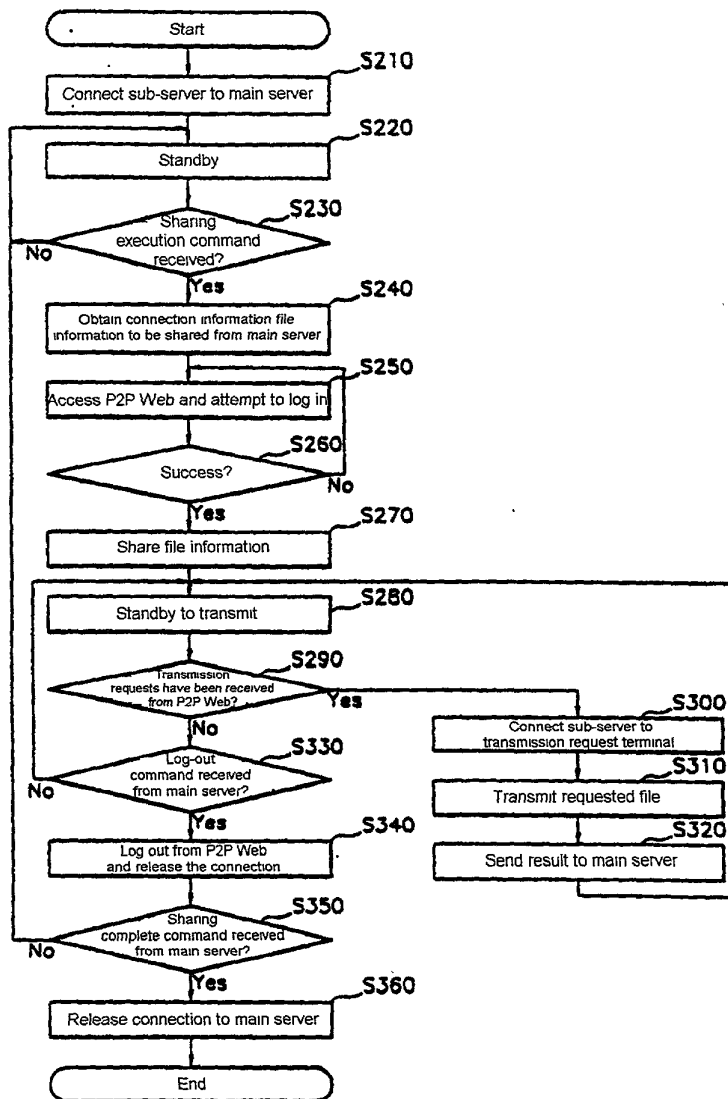 Start
S210
Connect sub-server to main server
S220
Standby
S230
Sharing
execution command
received?
No
Yes
S240
Obtain connection information file
information to be shared from main server
S250
Access P2P Web and attempt to log in
S260
Success?
No
Yes
S270
Share file information
S280
Standby to transmit
S290
Transmission
requests have been received
from P2P Web?
Yes
No
S300
Connect sub-server to
transmission request terminal
S310
Transmit requested file
S320
Send result to main server
S330
Log-out
command received
from main server?
No
Yes
S340
Log out from P2P Web
and release the connection
S350
Sharing
complete command received
from main server?
No
Yes
S360
Release connection to main server
End